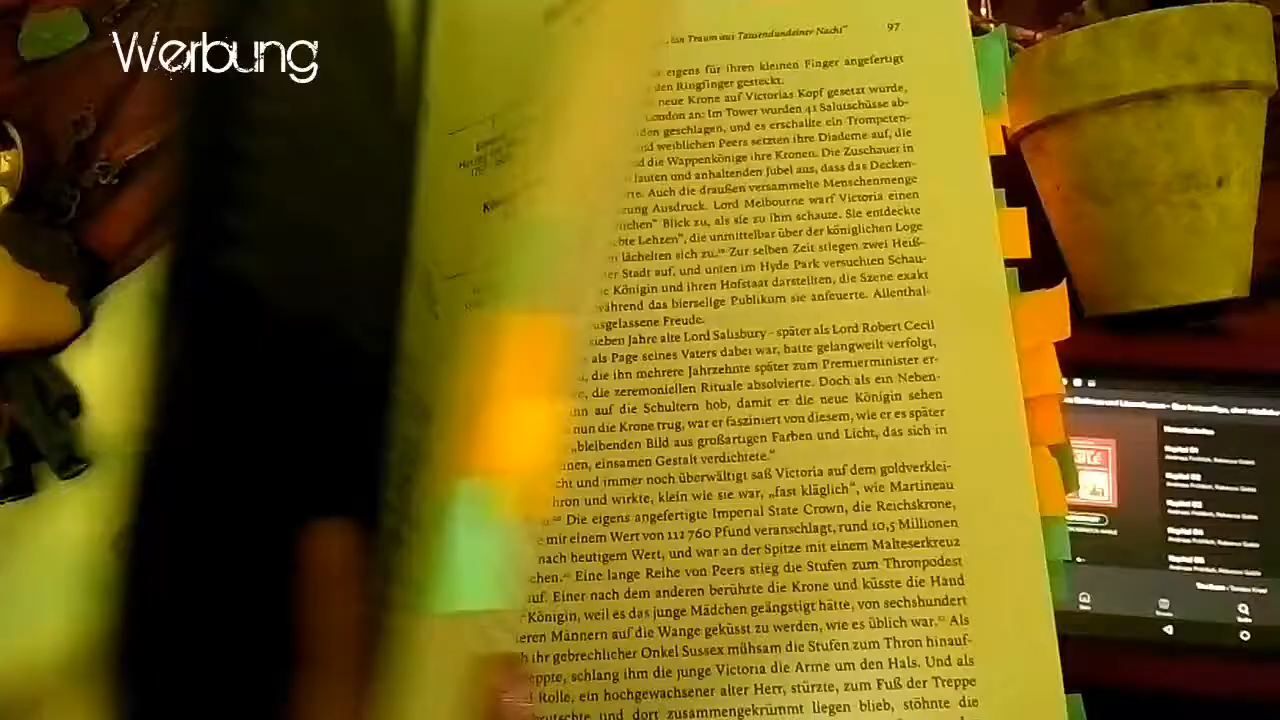 Werbung
Ein Traum aus Tausendundeiner Nacht" 97
eigens für ihren kleinen Finger angefertigt
den Ringfinger gesteckt.
neue Krone auf Victorias Kopf gesetzt wurde,
London an: Im Tower wurden 41 Salutschüsse ab-
geschlagen, und es erschallte ein Trompeten-
weiblichen Peers setzten ihre Diademe auf, die
die Wappenkönige ihre Kronen. Die Zuschauer in
lauten und anhaltenden Jubel aus, dass das Decken-
Auch die draußen versammelte Menschenmenge
Ausdruck. Lord Melbourne warf Victoria einen
Blick zu, als sie zu ihm schaute. Sie entdeckte
Lehzen", die unmittelbar über der königlichen Loge
lächelten sich zu. Zur selben Zeit stiegen zwei Heiß-
Stadt auf, und unten im Hyde Park versuchten Schau-
Königin und ihren Hofstaat darstellten, die Szene exakt
während das bierselige Publikum sie anfeuerte. Allenthal-
usgelassene Freude.
sieben Jahre alte Lord Salisbury – später als Lord Robert Cecil
als Page seines Vaters dabei war, hatte gelangweilt verfolgt,
die ihn mehrere Jahrzehnte später zum Premierminister er-
die zeremoniellen Rituale absolvierte. Doch als ein Neben-
auf die Schultern hob, damit er die neue Königin sehen
nun die Krone trug, war er fasziniert von diesem, wie er es später
„bleibenden Bild aus großartigen Farben und Licht, das sich in
einsamen Gestalt verdichtete."
und immer noch überwältigt saß Victoria auf dem goldverklei-
hron und wirkte, klein wie sie war, „fast kläglich", wie Martineau
Die eigens angefertigte Imperial State Crown, die Reichskrone,
mit einem Wert von 112 760 Pfund veranschlagt, rund 10,5 Millionen
nach heutigem Wert, und war an der Spitze mit einem Malteserkreuz
Eine lange Reihe von Peers stieg die Stufen zum Thronpodest
auf. Einer nach dem anderen berührte die Krone und küsste die Hand
Königin, weil es das junge Mädchen geängstigt hätte, von sechshundert
Männern auf die Wange geküsst zu werden, wie es üblich war. Als
ihr gebrechlicher Onkel Sussex mühsam die Stufen zum Thron hinauf-
schlang ihm die junge Victoria die Arme um den Hals. Und als
Rolle, ein hochgewachsener alter Herr, stürzte, zum Fuß der Treppe
und dort zusammengekrümmt liegen blieb, stöhnte die